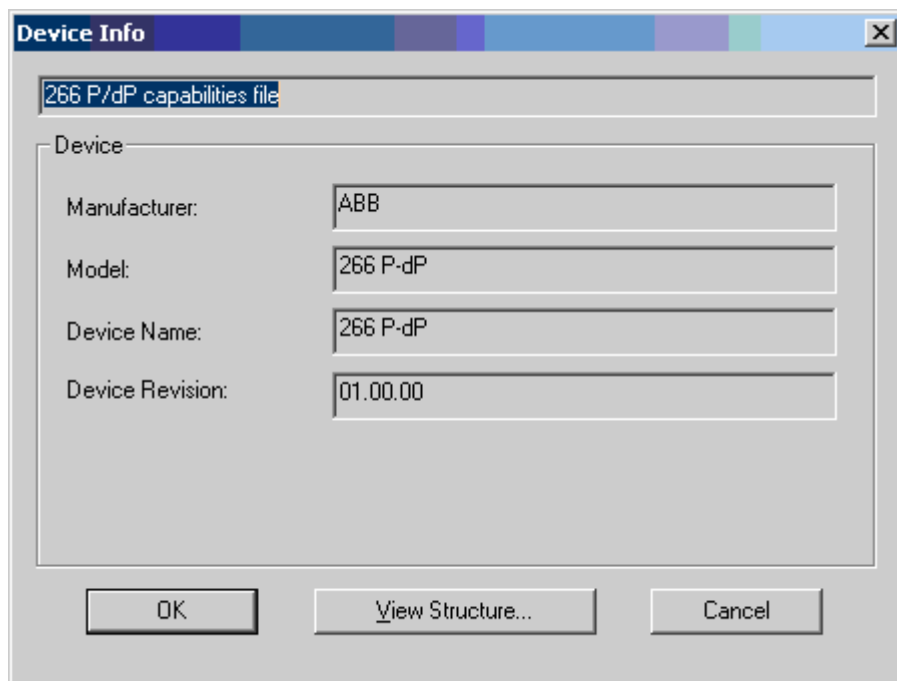 Device Info
266 P/dP capabilities file
Device
Manufacturer: ABB
Model: 266 P-dP
Device Name: 266 P-dP
Device Revision: 01.00.00
OK View Structure... Cancel